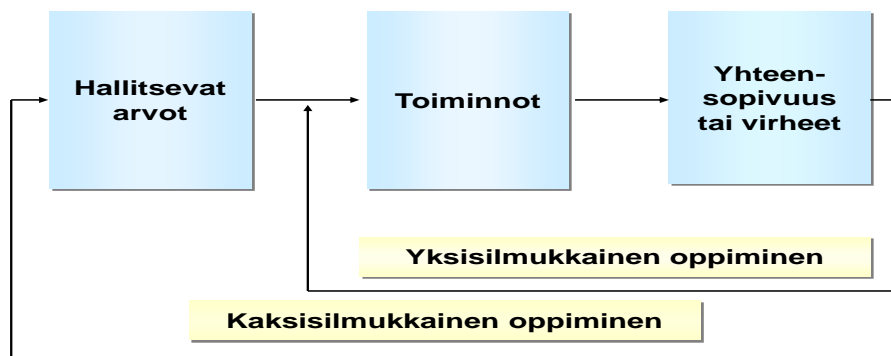 Hallitsevat
arvot
Toiminnot
Yhteen-
sopivuus
tai virheet
Yksisilmukkainen oppiminen
Kaksisilmukkainen oppiminen